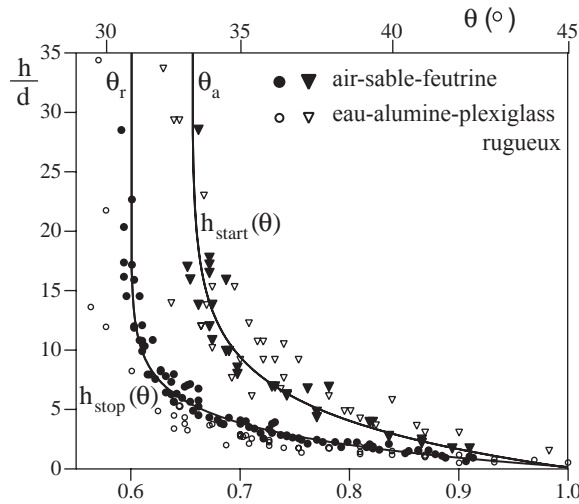 θ (○)
30 35 40 45
h/d
35
30
25
20
15
10
5
0
θr
θa
● ▼ air-sable-feutrine
○ ▽ eau-alumine-plexiglass
rugueux
hstart(θ)
hstop(θ)
0.6 0.7 0.8 0.9 1.0